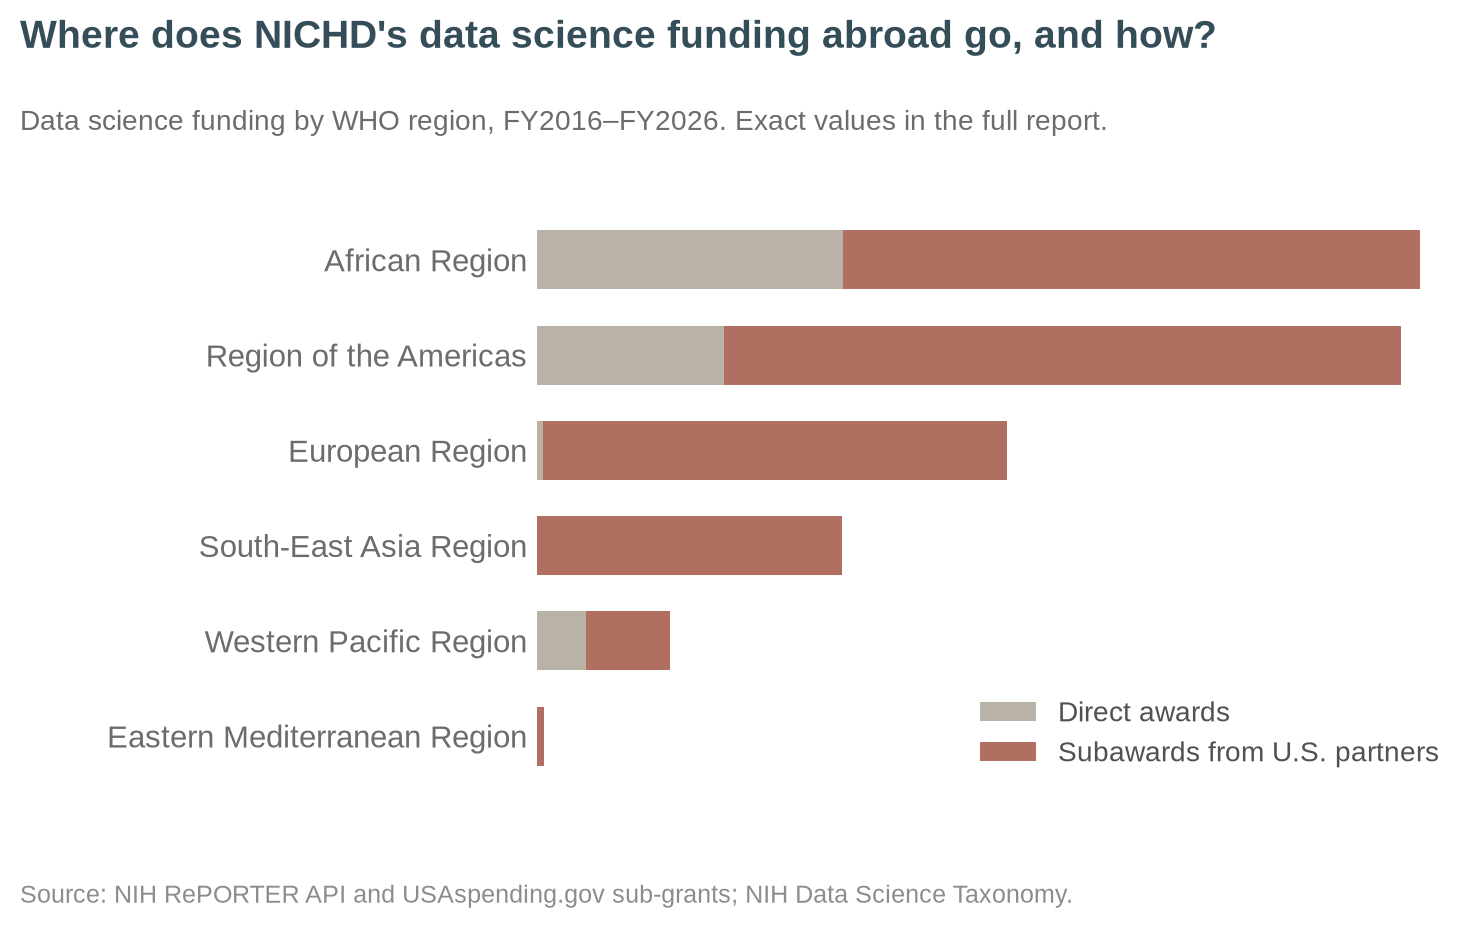 Where does NICHD's data science funding abroad go, and how?
Data science funding by WHO region, FY2016–FY2026. Exact values in the full report.
African Region
Region of the Americas
European Region
South-East Asia Region
Western Pacific Region
Eastern Mediterranean Region
Direct awards
Subawards from U.S. partners
Source: NIH RePORTER API and USAspending.gov sub-grants; NIH Data Science Taxonomy.